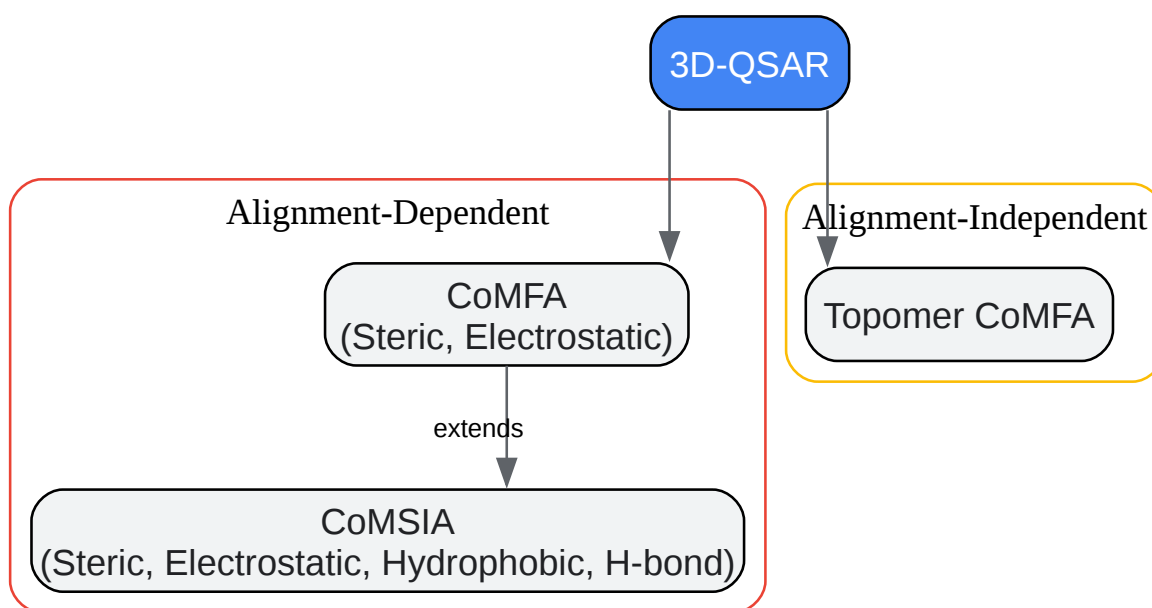 3D-QSAR
Alignment-Dependent
Alignment-Independent
CoMFA
(Steric, Electrostatic)
Topomer CoMFA
extends
CoMSIA
(Steric, Electrostatic, Hydrophobic, H-bond)